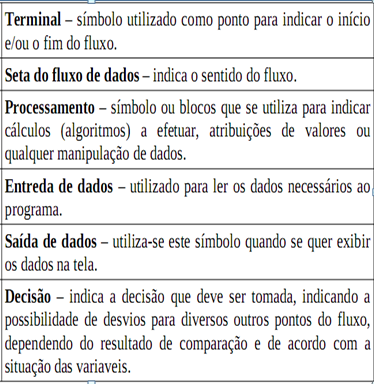 Terminal – símbolo utilizado como ponto para indicar o início
e/ou o fim do fluxo.
Seta do fluxo de dados – indica o sentido do fluxo.
Processamento – símbolo ou blocos que se utiliza para indicar
cálculos (algoritmos) a efetuar, atribuições de valores ou
qualquer manipulação de dados.
Entreda de dados – utilizado para ler os dados necessários ao
programa.
Saída de dados – utiliza-se este símbolo quando se quer exibir
os dados na tela.
Decisão – indica a decisão que deve ser tomada, indicando a
possibilidade de desvios para diversos outros pontos do fluxo,
dependendo do resultado de comparação e de acordo com a
situação das variaveis.